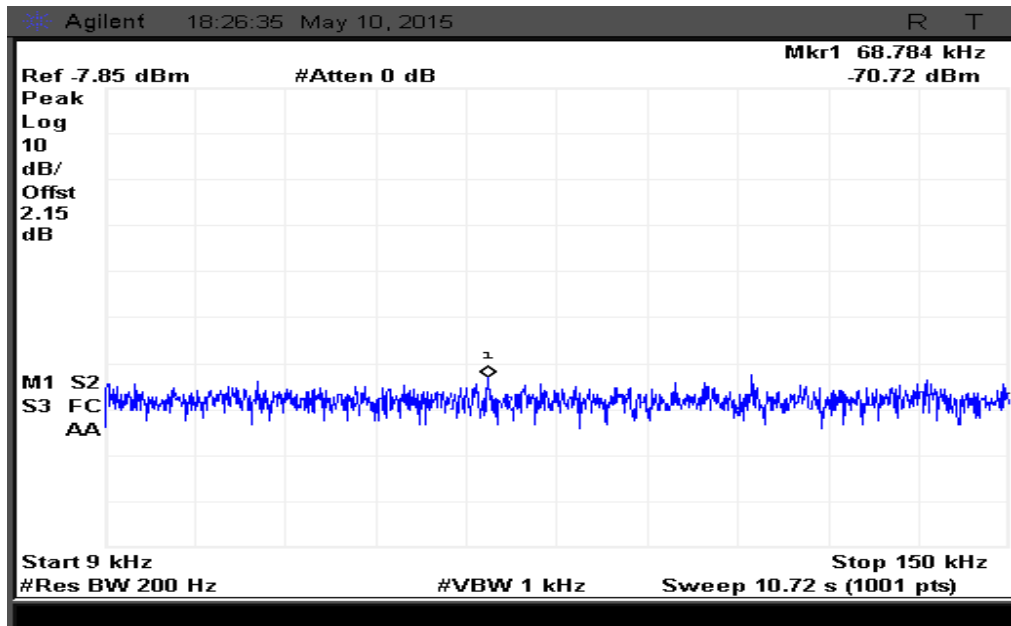 Agilent 18:26:35 May 10, 2015 R T
Mkr1 68.784 kHz
Ref -7.85 dBm #Atten 0 dB -70.72 dBm
Peak
Log
10
dB/
Offst
2.15
dB
1
M1 S2
S3 FC
AA
Start 9 kHz Stop 150 kHz
#Res BW 200 Hz #VBW 1 kHz Sweep 10.72 s (1001 pts)